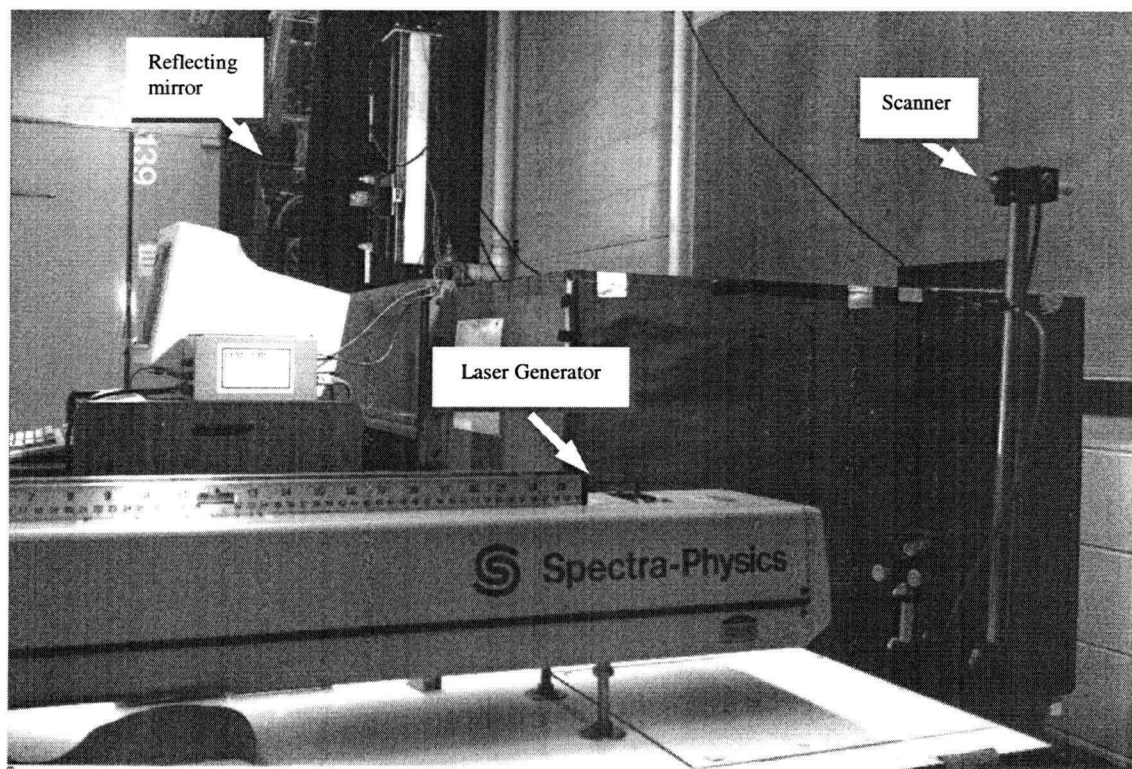 Reflecting
mirror
Scanner
139
Laser Generator
Spectra-Physics